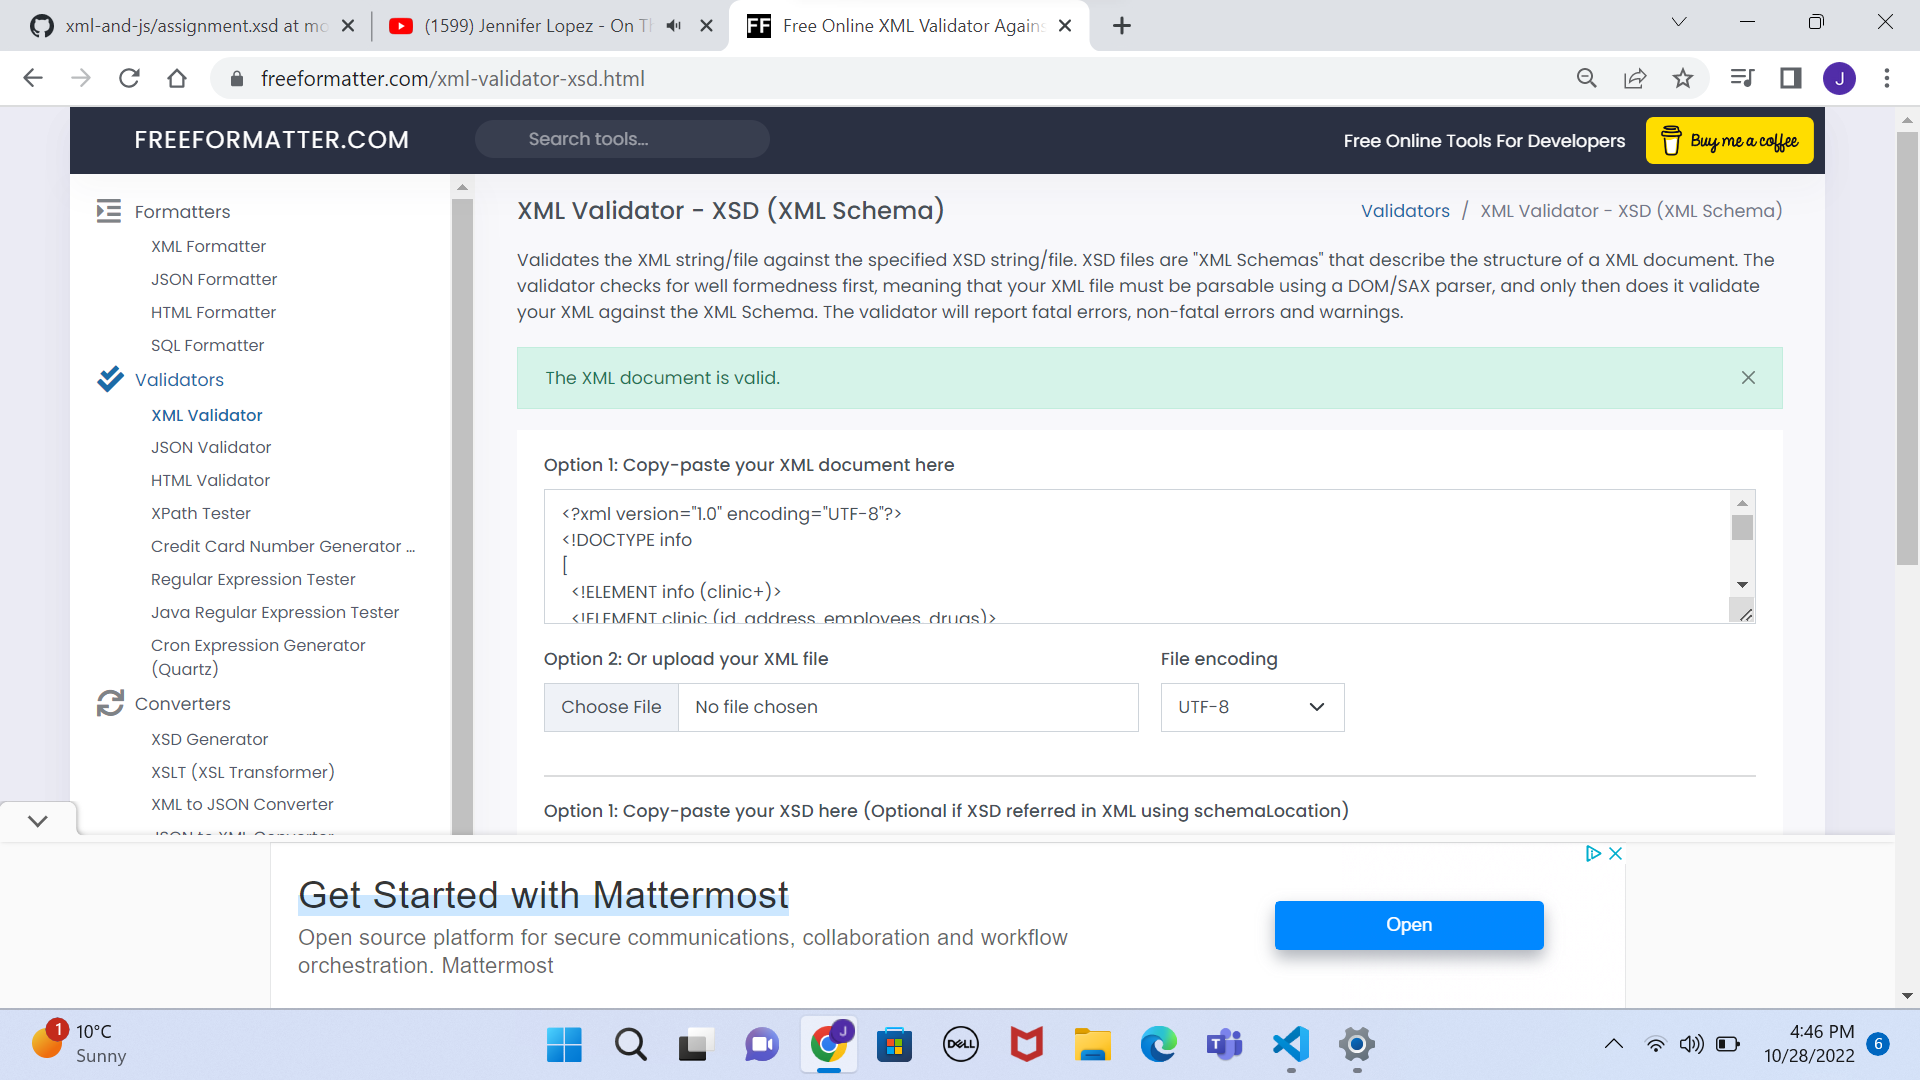 xml-and-js/assignment.xsd at mo
(1599) Jennifer Lopez - On Th
FF Free Online XML Validator Agains
freeformatter.com/xml-validator-xsd.html
J
FREEFORMATTER.COM
Search tools...
Free Online Tools For Developers
Buy me a coffee
Formatters
XML Formatter
JSON Formatter
HTML Formatter
SQL Formatter
Validators
XML Validator
JSON Validator
HTML Validator
XPath Tester
Credit Card Number Generator ...
Regular Expression Tester
Java Regular Expression Tester
Cron Expression Generator
(Quartz)
Converters
XSD Generator
XSLT (XSL Transformer)
XML to JSON Converter
JSON to XML Converter
XML Validator - XSD (XML Schema)
Validators / XML Validator - XSD (XML Schema)
Validates the XML string/file against the specified XSD string/file. XSD files are "XML Schemas" that describe the structure of a XML document. The
validator checks for well formedness first, meaning that your XML file must be parsable using a DOM/SAX parser, and only then does it validate
your XML against the XML Schema. The validator will report fatal errors, non-fatal errors and warnings.
The XML document is valid.
Option 1: Copy-paste your XML document here
<?xml version="1.0" encoding="UTF-8"?>
<!DOCTYPE info
[
<!ELEMENT info (clinic+)>
<!ELEMENT clinic (id, address, employees, drugs)>
Option 2: Or upload your XML file
File encoding
Choose File No file chosen
UTF-8
Option 1: Copy-paste your XSD here (Optional if XSD referred in XML using schemaLocation)
Get Started with Mattermost
Open source platform for secure communications, collaboration and workflow
orchestration. Mattermost
Open
1
10°C
Sunny
J
DELL
T
4:46 PM
10/28/2022
6